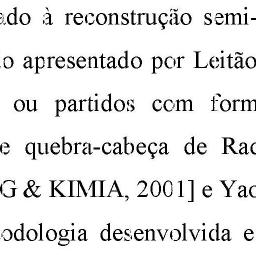 ado à reconstrução semi-
o apresentado por Leitão
ou partidos com form
e quebra-cabeça de Rad
G & KIMIA, 2001] e Yao
odologia desenvolvida e